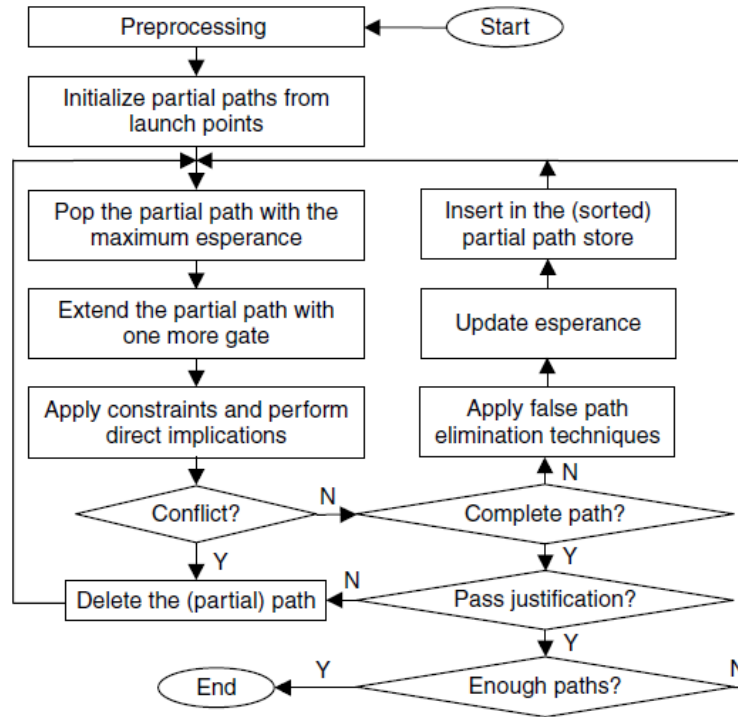 Preprocessing
Start
Initialize partial paths from
launch points
Pop the partial path with the
maximum esperance
Insert in the (sorted)
partial path store
Extend the partial path with
one more gate
Update esperance
Apply constraints and perform
direct implications
Apply false path
elimination techniques
N
N
Conflict?
Complete path?
Y
Y
N
Delete the (partial) path
Pass justification?
Y
Y
N
End
Enough paths?